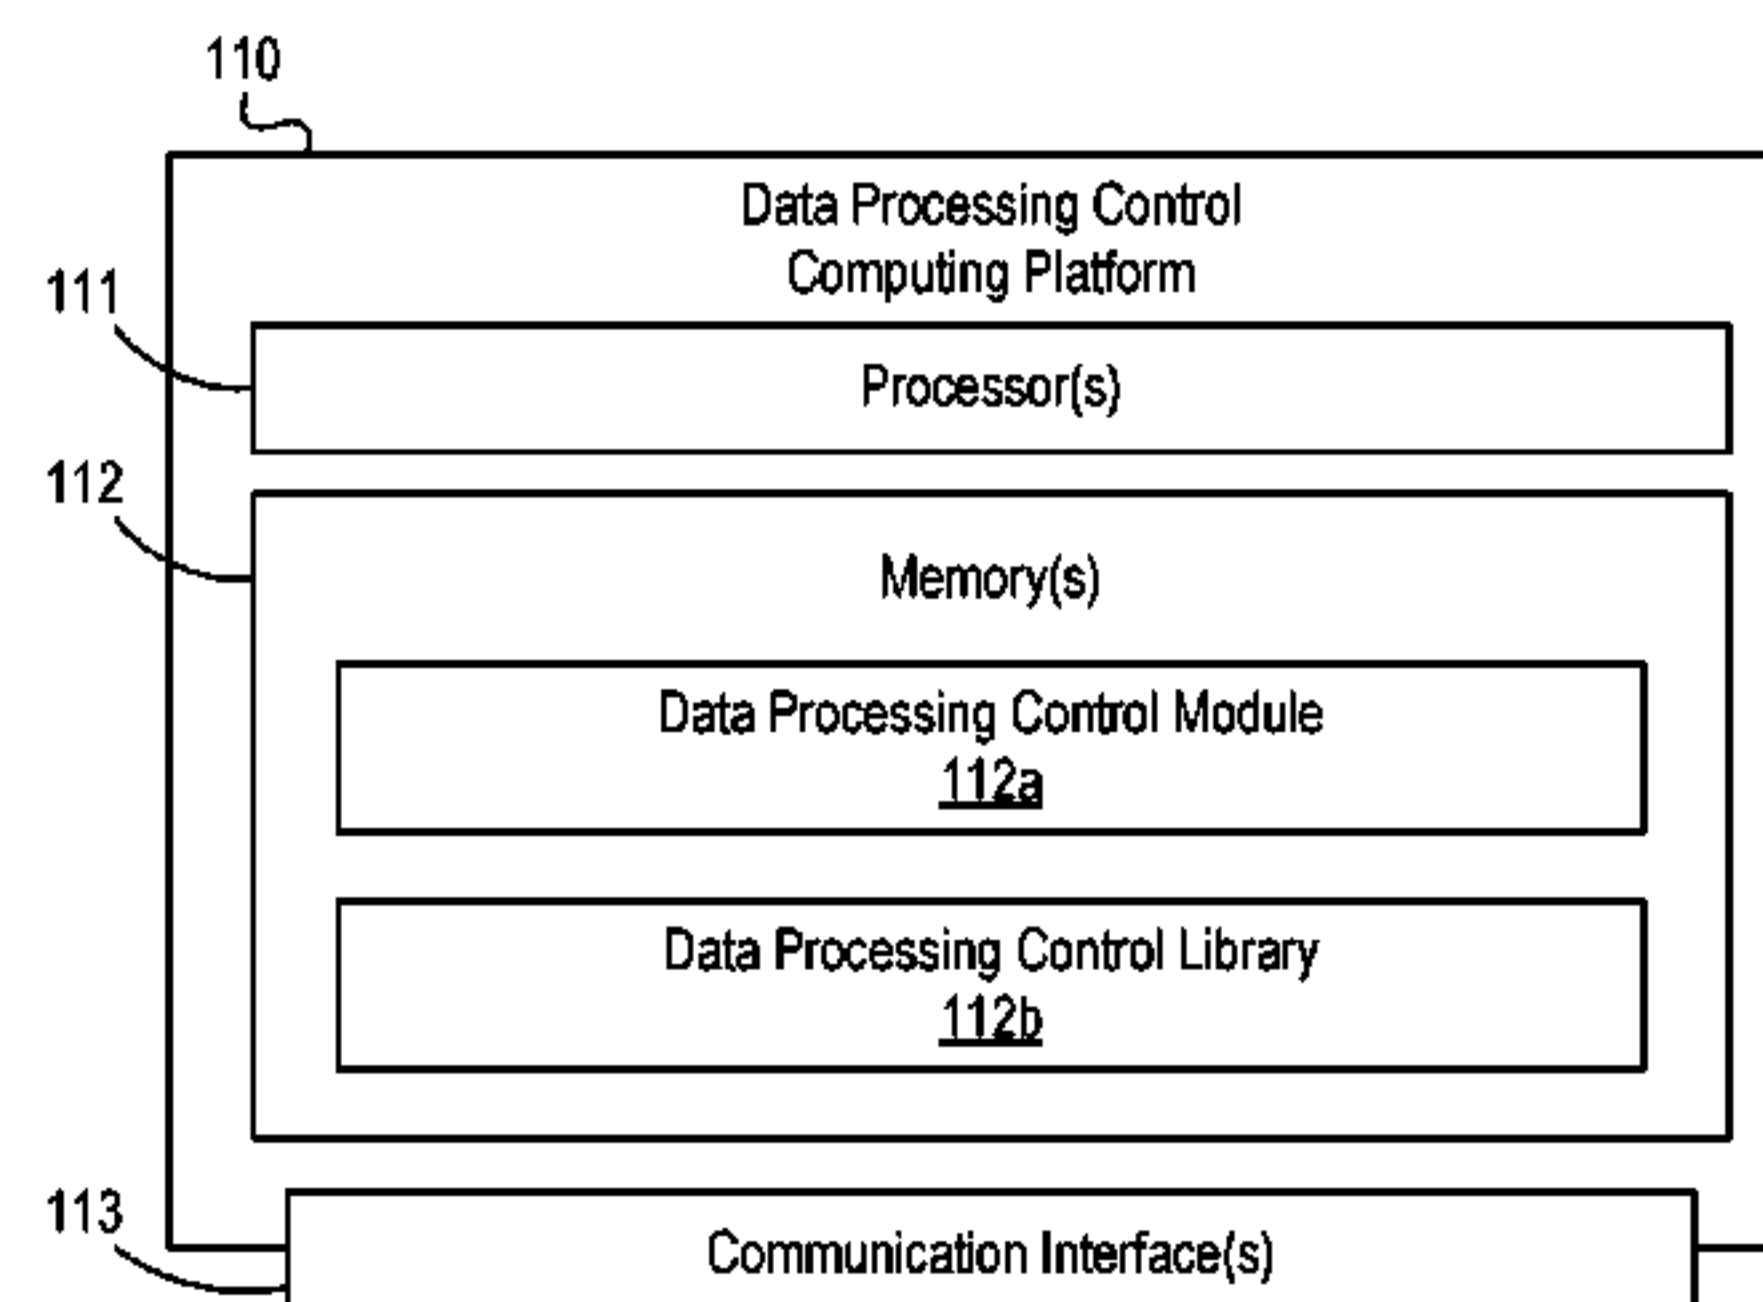 110
Data Processing Control
Computing Platform
111
Processor(s)
112
Memory(s)
Data Processing Control Module
112a
Data Processing Control Library
112b
113
Communication Interface(s)